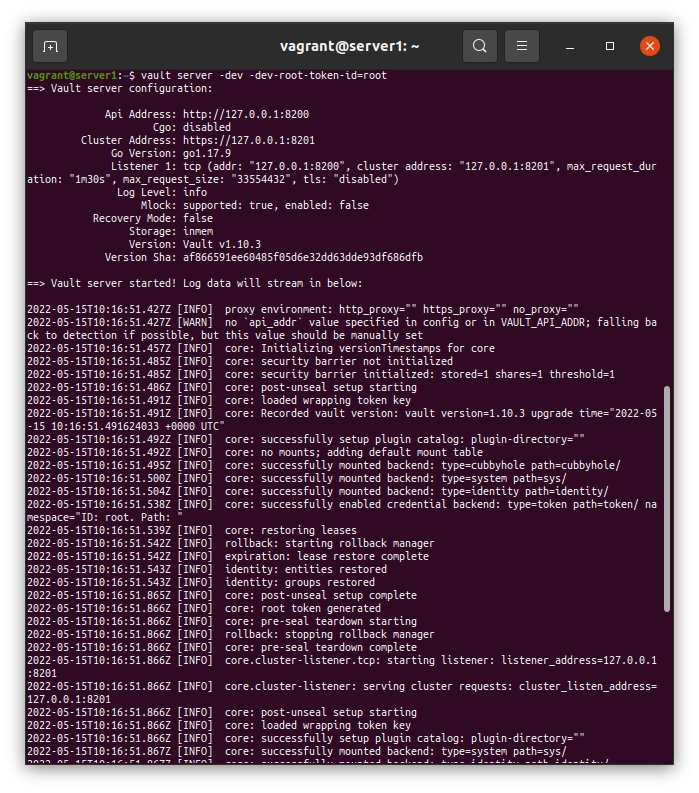 vagrant@server1: ~
vagrant@server1:~$ vault server -dev -dev-root-token-id=root
==> Vault server configuration:
Api Address: http://127.0.0.1:8200
Cgo: disabled
Cluster Address: https://127.0.0.1:8201
Go Version: go1.17.9
Listener 1: tcp (addr: "127.0.0.1:8200", cluster address: "127.0.0.1:8201", max_request_dur
ation: "1m30s", max_request_size: "33554432", tls: "disabled")
Log Level: info
Mlock: supported: true, enabled: false
Recovery Mode: false
Storage: inmem
Version: Vault v1.10.3
Version Sha: af866591ee60485f05d6e32dd63dde93df686dfb
==> Vault server started! Log data will stream in below:
2022-05-15T10:16:51.427Z [INFO]  proxy environment: http_proxy="" https_proxy="" no_proxy=""
2022-05-15T10:16:51.427Z [WARN]  no `api_addr` value specified in config or in VAULT_API_ADDR; falling ba
ck to detection if possible, but this value should be manually set
2022-05-15T10:16:51.457Z [INFO]  core: Initializing versionTimestamps for core
2022-05-15T10:16:51.485Z [INFO]  core: security barrier not initialized
2022-05-15T10:16:51.485Z [INFO]  core: security barrier initialized: stored=1 shares=1 threshold=1
2022-05-15T10:16:51.486Z [INFO]  core: post-unseal setup starting
2022-05-15T10:16:51.491Z [INFO]  core: loaded wrapping token key
2022-05-15T10:16:51.491Z [INFO]  core: Recorded vault version: vault version=1.10.3 upgrade time="2022-05
-15 10:16:51.491624033 +0000 UTC"
2022-05-15T10:16:51.492Z [INFO]  core: successfully setup plugin catalog: plugin-directory=""
2022-05-15T10:16:51.492Z [INFO]  core: no mounts; adding default mount table
2022-05-15T10:16:51.495Z [INFO]  core: successfully mounted backend: type=cubbyhole path=cubbyhole/
2022-05-15T10:16:51.500Z [INFO]  core: successfully mounted backend: type=system path=sys/
2022-05-15T10:16:51.504Z [INFO]  core: successfully mounted backend: type=identity path=identity/
2022-05-15T10:16:51.538Z [INFO]  core: successfully enabled credential backend: type=token path=token/ na
mespace="ID: root. Path: "
2022-05-15T10:16:51.539Z [INFO]  core: restoring leases
2022-05-15T10:16:51.542Z [INFO]  rollback: starting rollback manager
2022-05-15T10:16:51.542Z [INFO]  expiration: lease restore complete
2022-05-15T10:16:51.543Z [INFO]  identity: entities restored
2022-05-15T10:16:51.543Z [INFO]  identity: groups restored
2022-05-15T10:16:51.865Z [INFO]  core: post-unseal setup complete
2022-05-15T10:16:51.866Z [INFO]  core: root token generated
2022-05-15T10:16:51.866Z [INFO]  core: pre-seal teardown starting
2022-05-15T10:16:51.866Z [INFO]  rollback: stopping rollback manager
2022-05-15T10:16:51.866Z [INFO]  core: pre-seal teardown complete
2022-05-15T10:16:51.866Z [INFO]  core.cluster-listener.tcp: starting listener: listener_address=127.0.0.1
:8201
2022-05-15T10:16:51.866Z [INFO]  core.cluster-listener: serving cluster requests: cluster_listen_address=
127.0.0.1:8201
2022-05-15T10:16:51.866Z [INFO]  core: post-unseal setup starting
2022-05-15T10:16:51.866Z [INFO]  core: loaded wrapping token key
2022-05-15T10:16:51.866Z [INFO]  core: successfully setup plugin catalog: plugin-directory=""
2022-05-15T10:16:51.867Z [INFO]  core: successfully mounted backend: type=system path=sys/